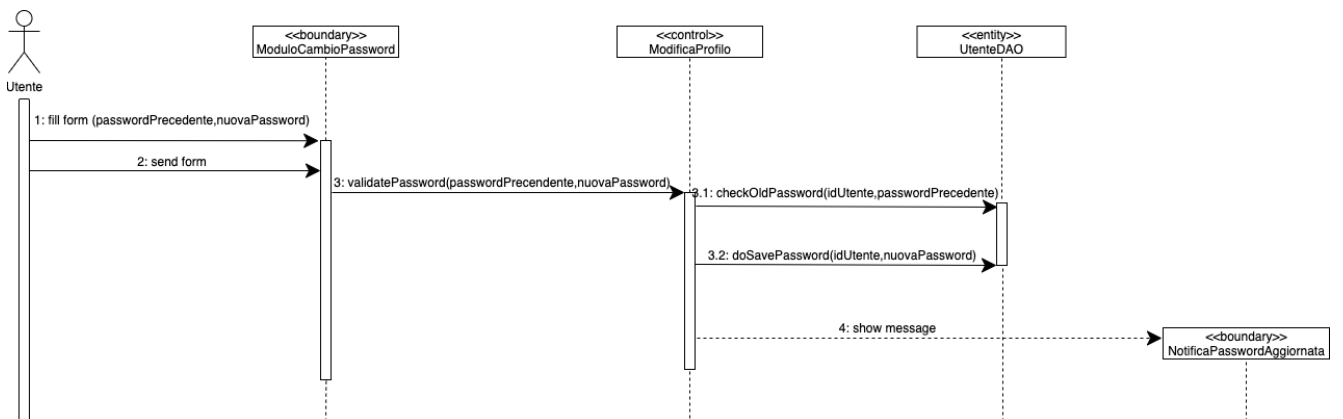 <<boundary>>
ModuloCambioPassword
<<control>>
ModificaProfilo
<<entity>>
UtenteDAO
Utente
1: fill form (passwordPrecedente,nuovaPassword)
2: send form
3: validatePassword(passwordPrecendente,nuovaPassword)
3.1: checkOldPassword(idUtente,passwordPrecedente)
3.2: doSavePassword(idUtente,nuovaPassword)
4: show message
<<boundary>>
NotificaPasswordAggiornata